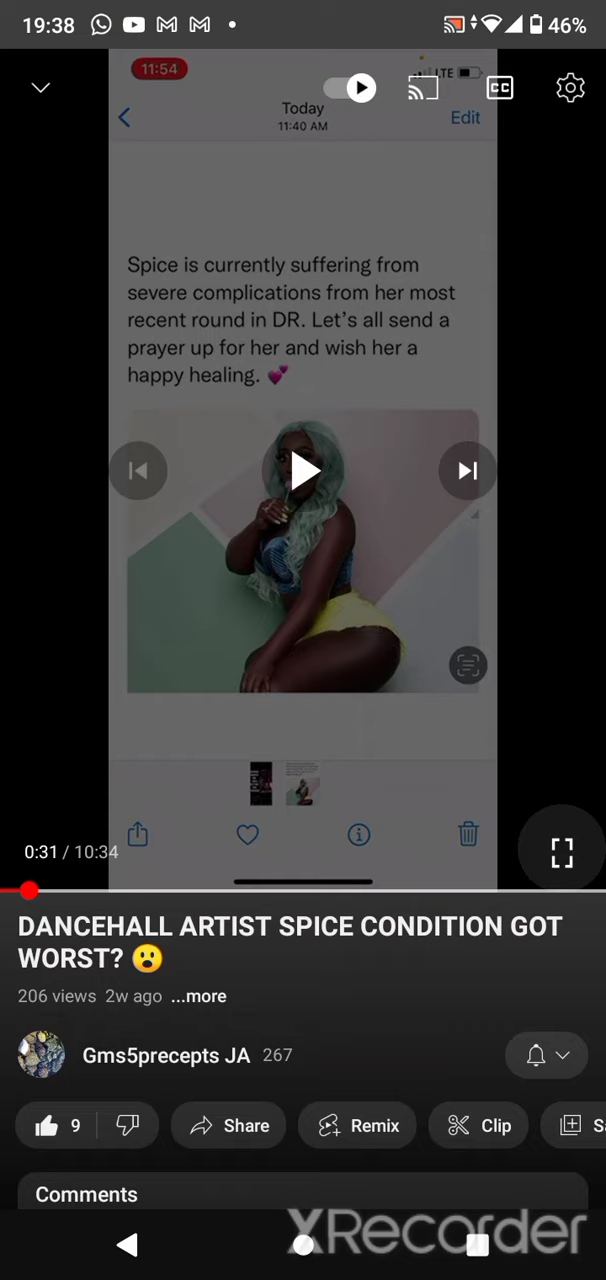 19:38
46%
11:54
LTE
Today
11:40 AM
Edit
CC
Spice is currently suffering from
severe complications from her most
recent round in DR. Let's all send a
prayer up for her and wish her a
happy healing. 💕
0:31 / 10:34
DANCEHALL ARTIST SPICE CONDITION GOT
WORST? 😮
206 views 2w ago ...more
Gms5precepts JA 267
9
Share
Remix
Clip
Comments
XRecorder